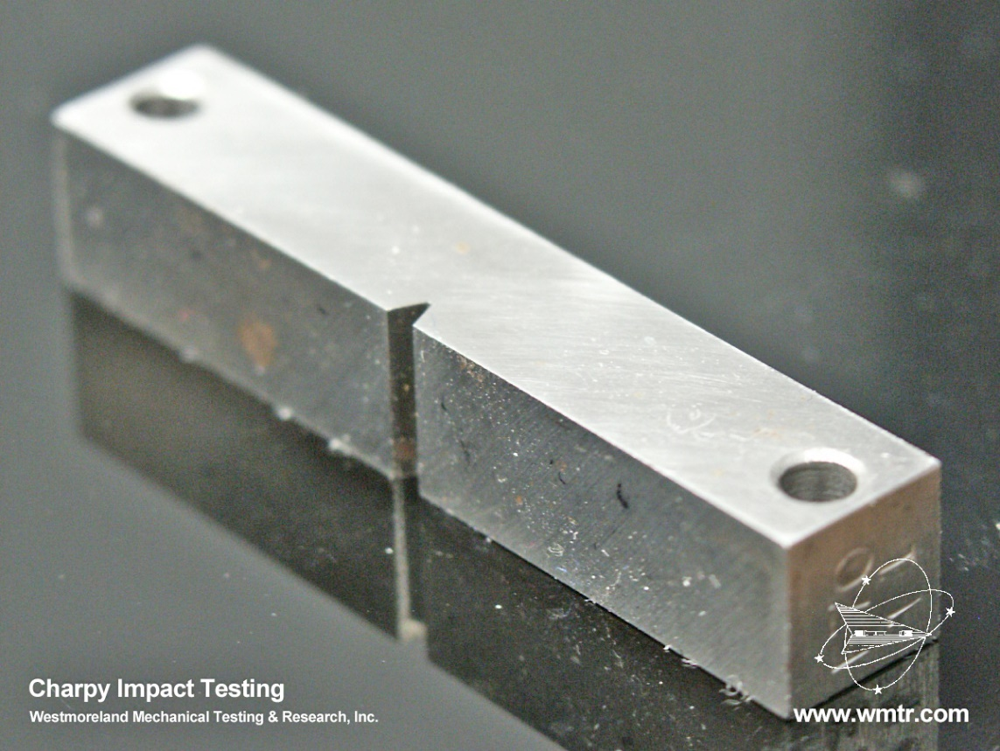 Charpy Impact Testing
Westmoreland Mechanical Testing & Research, Inc.
www.wmtr.com